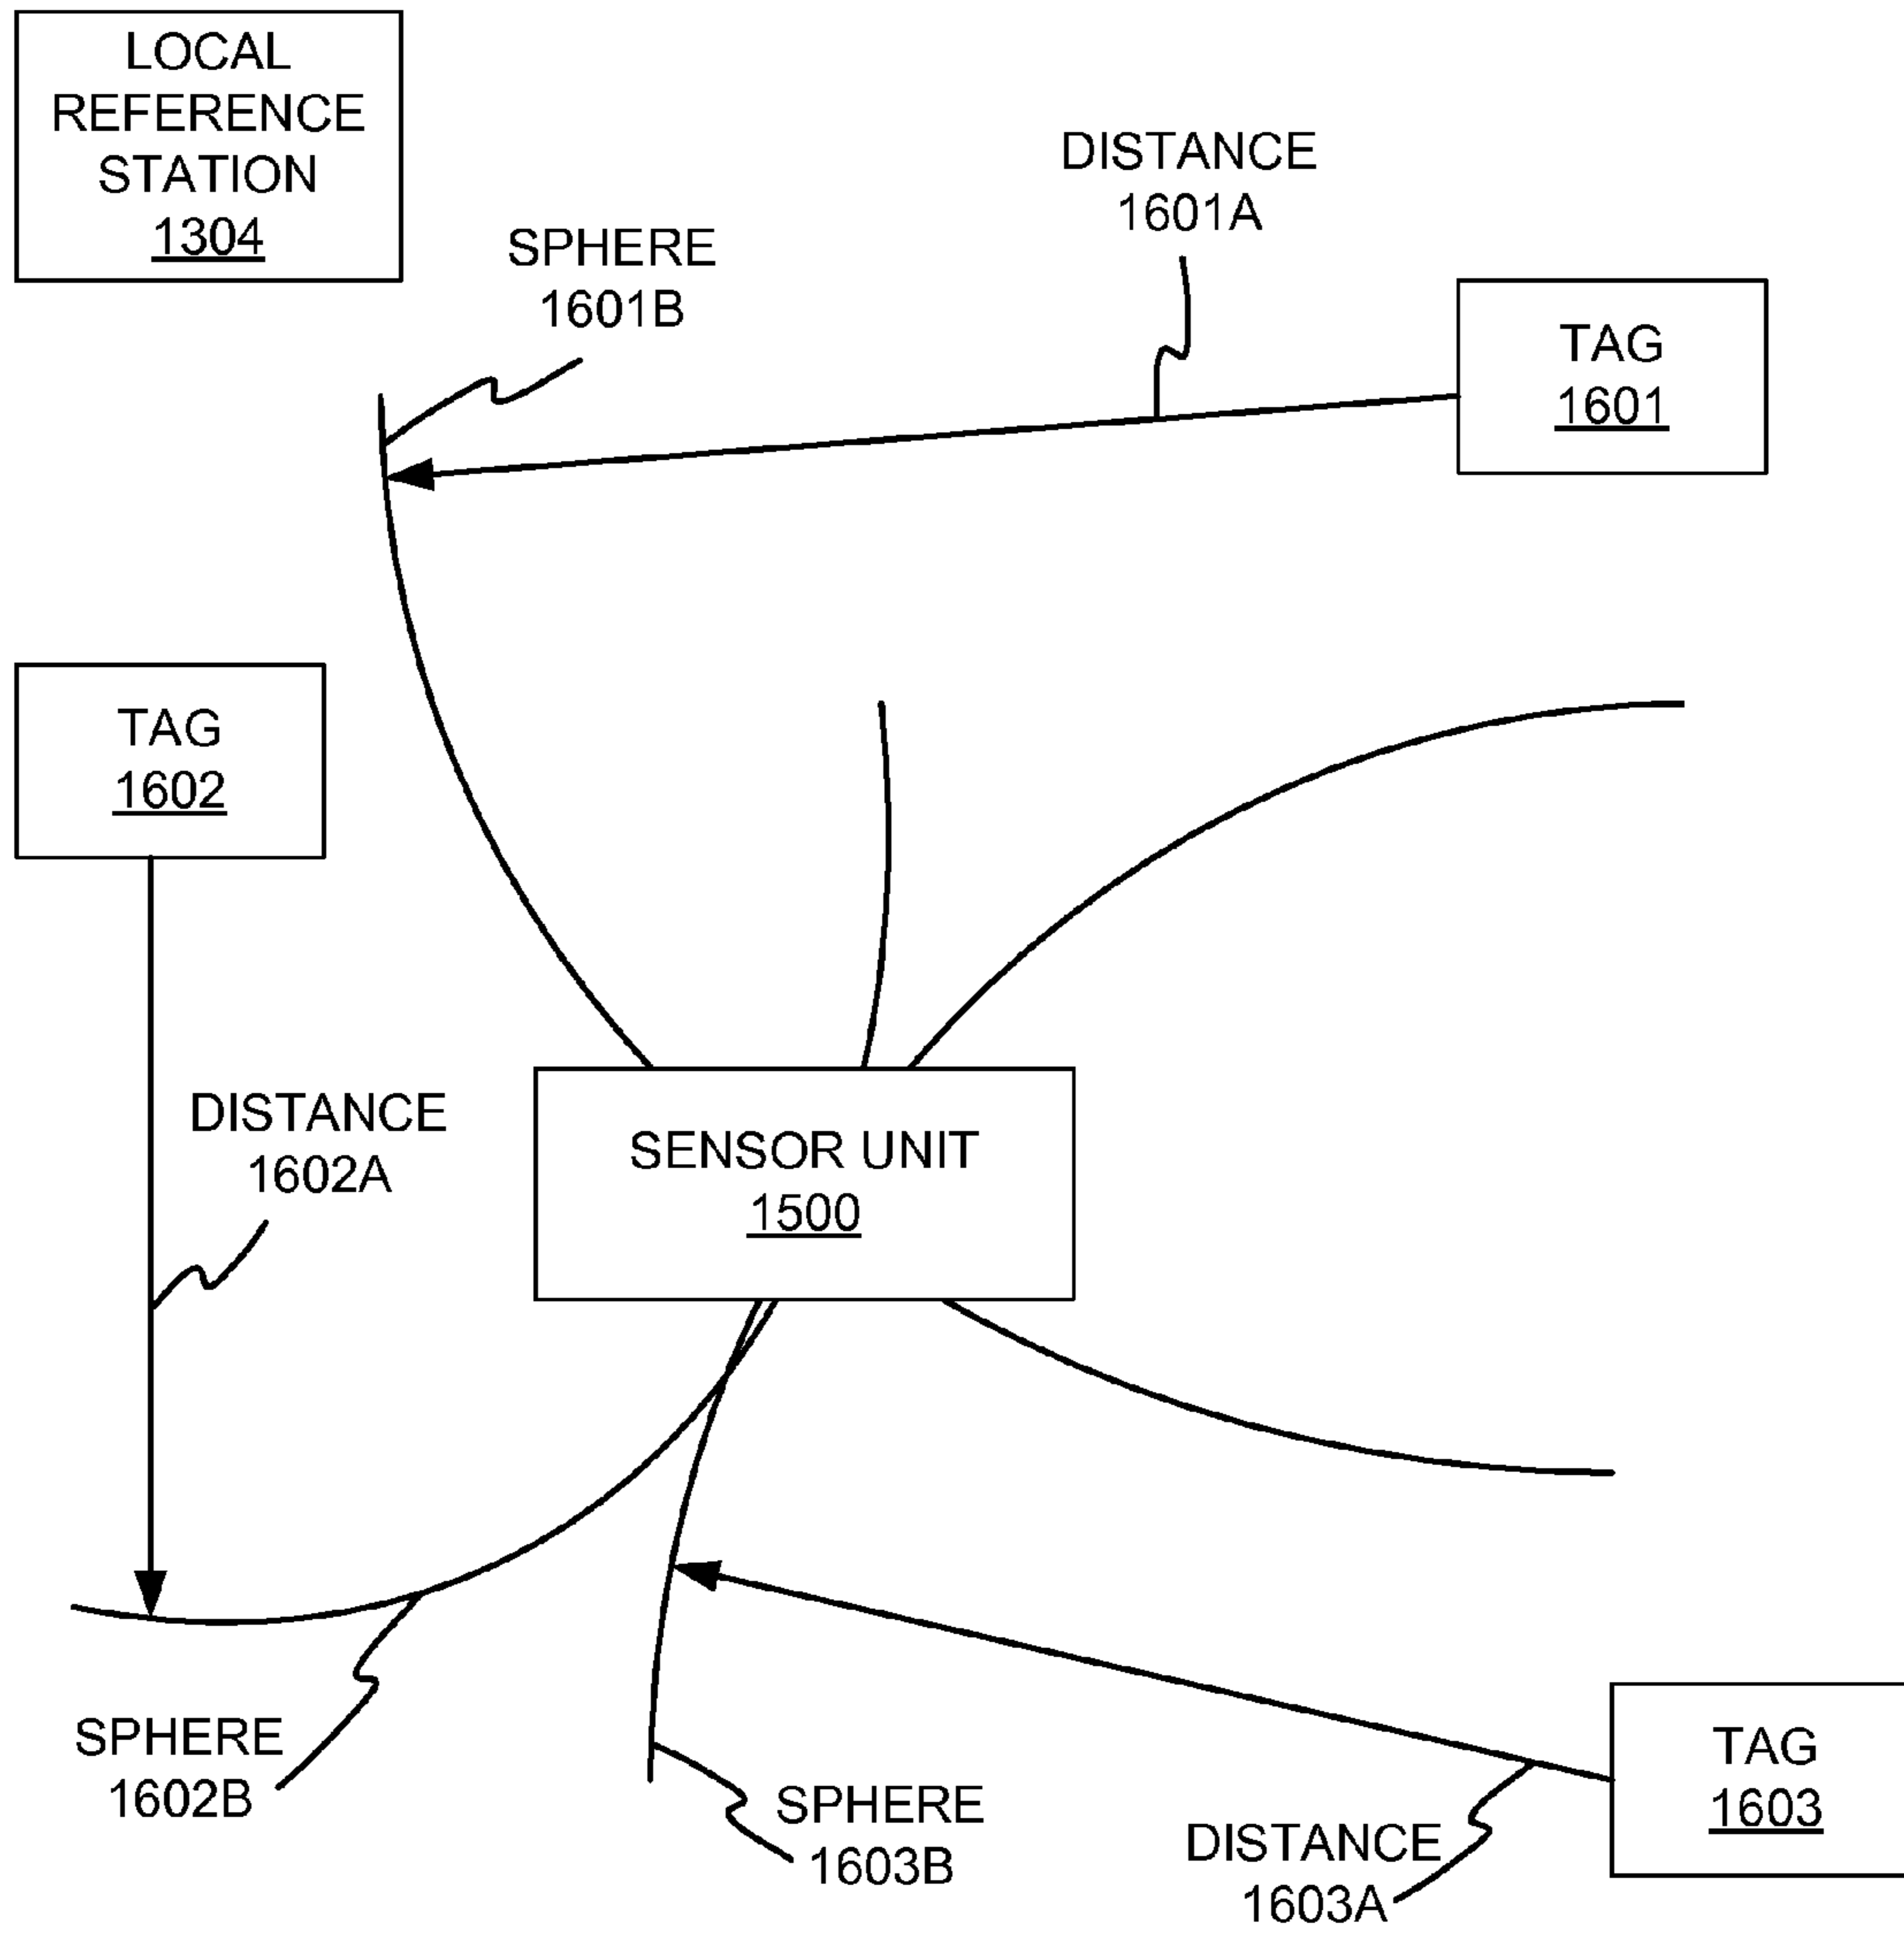 LOCAL
REFERENCE
STATION
1304
DISTANCE
1601A
SPHERE
1601B
TAG
1601
TAG
1602
DISTANCE
1602A
SENSOR UNIT
1500
SPHERE
1602B
SPHERE
1603B
DISTANCE
1603A
TAG
1603